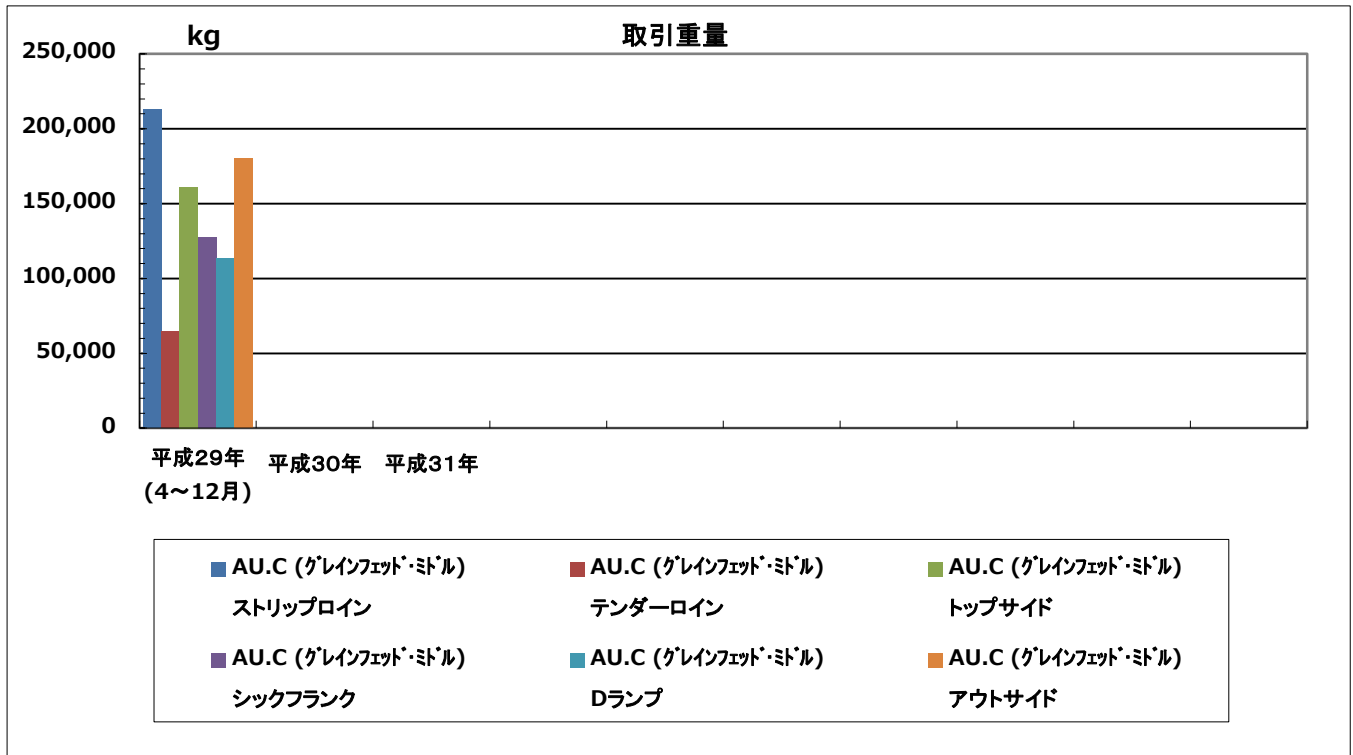 kg
取引重量
250,000
200,000
150,000
100,000
50,000
0
平成29年 平成30年 平成31年
(4～12月)
AU.C (ｸﾞﾚｲﾝﾌｪｯﾄﾞ･ﾐﾄﾞﾙ) AU.C (ｸﾞﾚｲﾝﾌｪｯﾄﾞ･ﾐﾄﾞﾙ) AU.C (ｸﾞﾚｲﾝﾌｪｯﾄﾞ･ﾐﾄﾞﾙ)
ストリップロイン テンダーロイン トップサイド
AU.C (ｸﾞﾚｲﾝﾌｪｯﾄﾞ･ﾐﾄﾞﾙ) AU.C (ｸﾞﾚｲﾝﾌｪｯﾄﾞ･ﾐﾄﾞﾙ) AU.C (ｸﾞﾚｲﾝﾌｪｯﾄﾞ･ﾐﾄﾞﾙ)
シックフランク Dランプ アウトサイド